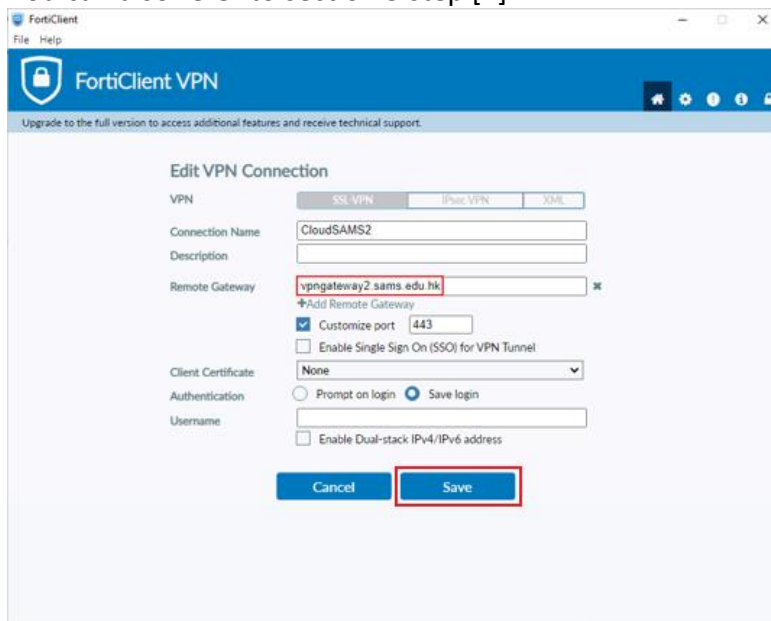 FortiClient
File Help
FortiClient VPN
Upgrade to the full version to access additional features and receive technical support.
Edit VPN Connection
VPN SSL-VPN IPsec VPN XML
Connection Name CloudSAMS2
Description
Remote Gateway vpngateway2.sams.edu.hk
+Add Remote Gateway
Customize port 443
Enable Single Sign On (SSO) for VPN Tunnel
Client Certificate None
Authentication Prompt on login Save login
Username
Enable Dual-stack IPv4/IPv6 address
Cancel Save